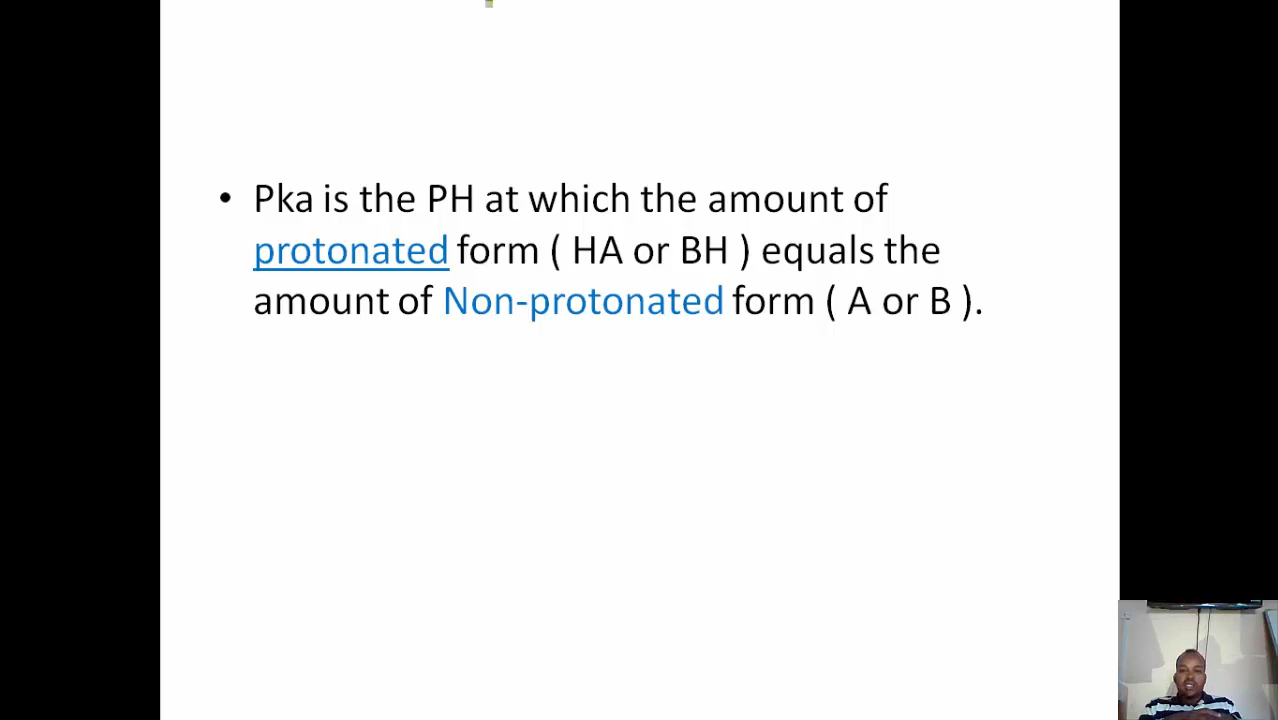 • Pka is the PH at which the amount of
protonated form ( HA or BH ) equals the
amount of Non-protonated form ( A or B ).